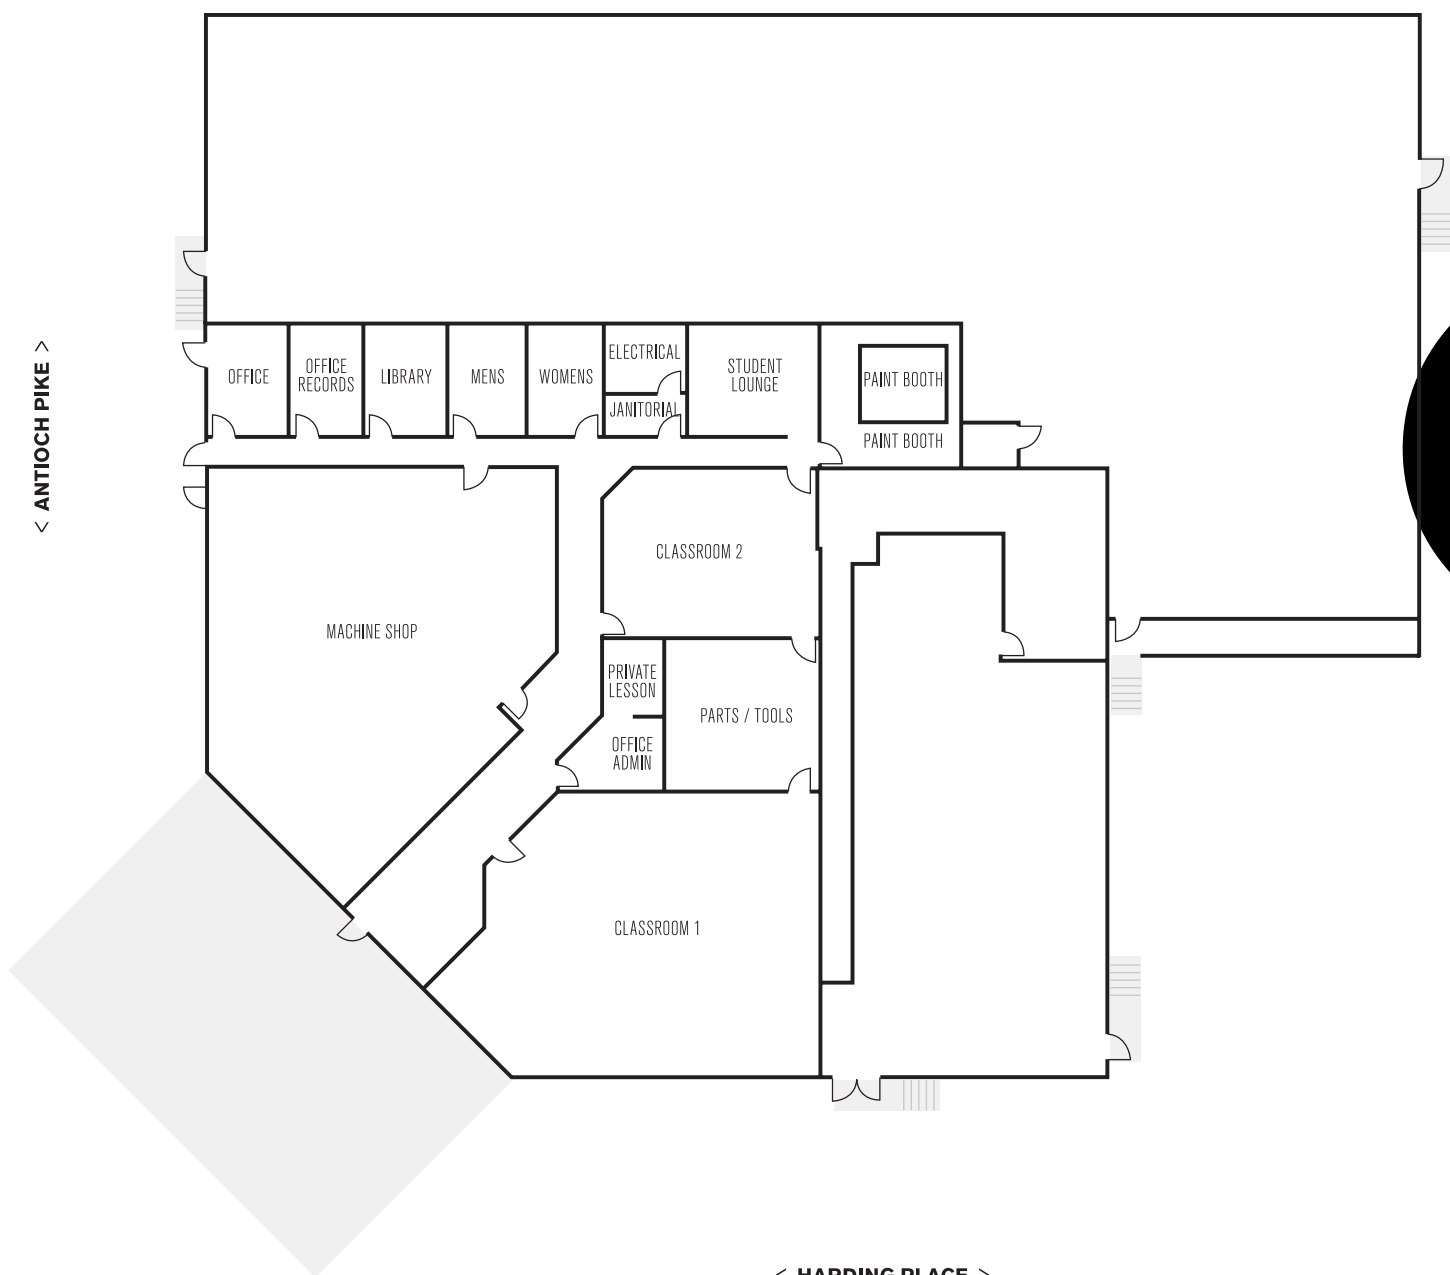 < ANTIOCH PIKE >
OFFICE
OFFICE
RECORDS
LIBRARY
MENS
WOMENS
ELECTRICAL
JANITORIAL
STUDENT
LOUNGE
PAINT BOOTH
PAINT BOOTH
MACHINE SHOP
CLASSROOM 2
PRIVATE
LESSON
OFFICE
ADMIN
PARTS / TOOLS
CLASSROOM 1
< HARDING PLACE >